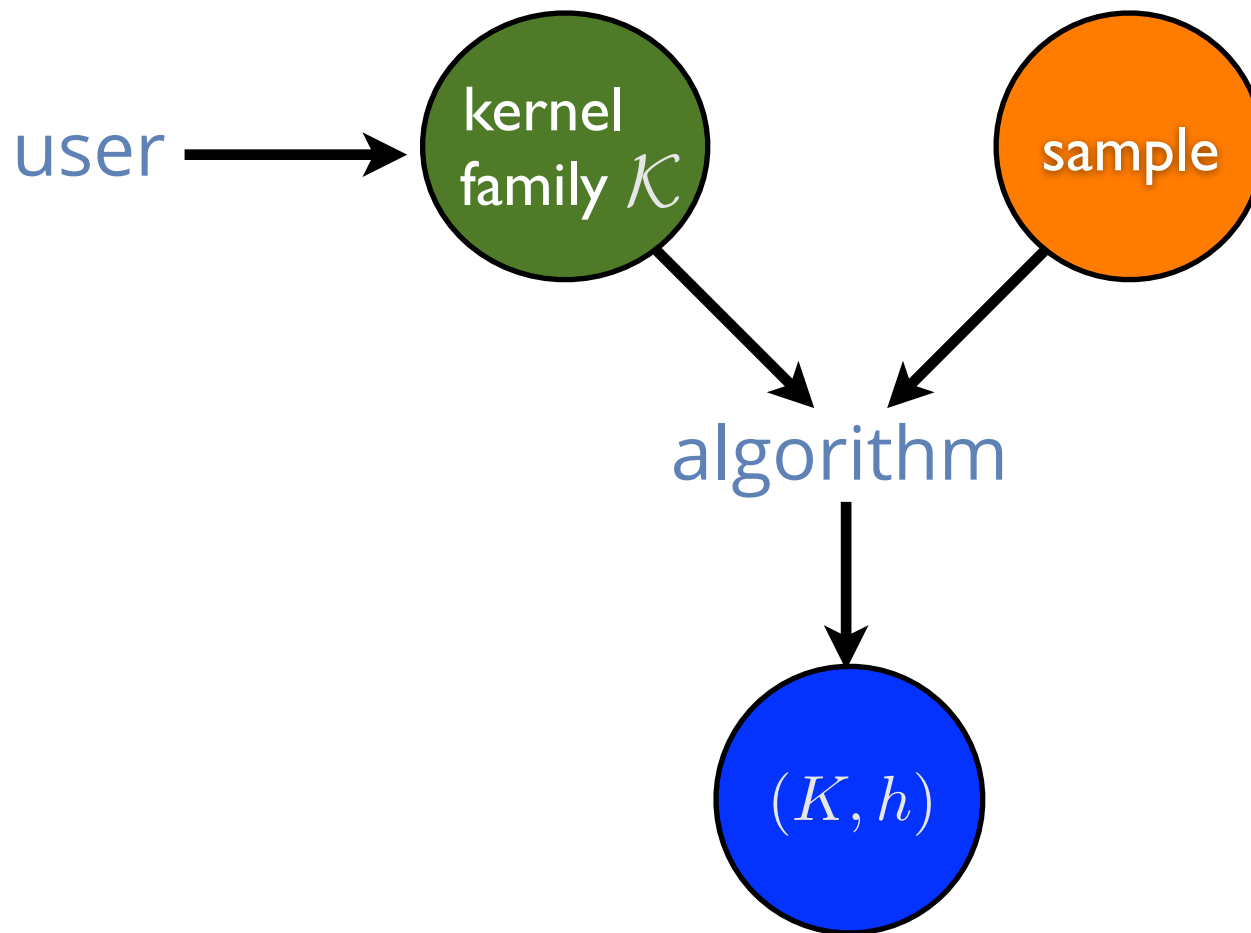 user
kernel
family 𝒦
sample
algorithm
(K, h)